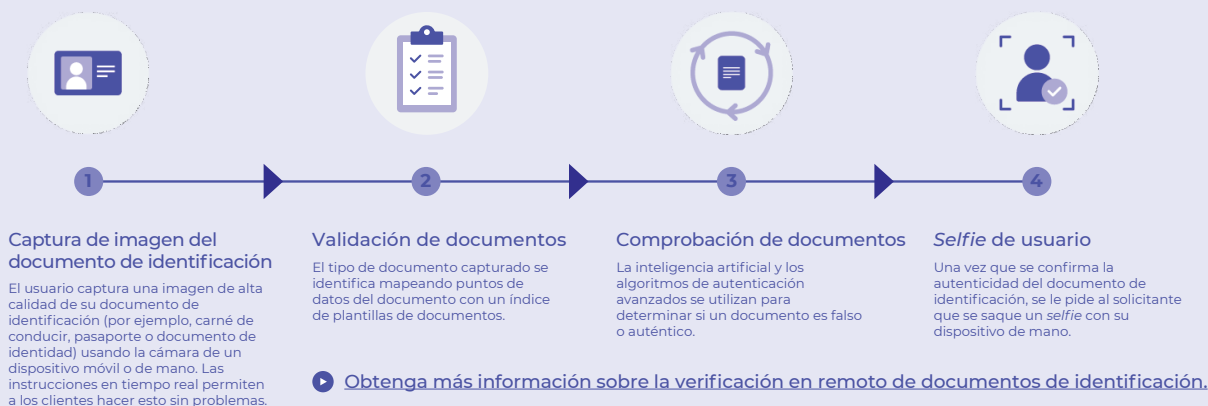 1
2
3
4
Captura de imagen del
documento de identificación
El usuario captura una imagen de alta
calidad de su documento de
identificación (por ejemplo, carné de
conducir, pasaporte o documento de
identidad) usando la cámara de un
dispositivo móvil o de mano. Las
instrucciones en tiempo real permiten
a los clientes hacer esto sin problemas.
Validación de documentos
El tipo de documento capturado se
identifica mapeando puntos de
datos del documento con un índice
de plantillas de documentos.
Comprobación de documentos
La inteligencia artificial y los
algoritmos de autenticación
avanzados se utilizan para
determinar si un documento es falso
o auténtico.
Selfie de usuario
Una vez que se confirma la
autenticidad del documento de
identificación, se le pide al solicitante
que se saque un selfie con su
dispositivo de mano.
Obtenga más información sobre la verificación en remoto de documentos de identificación.